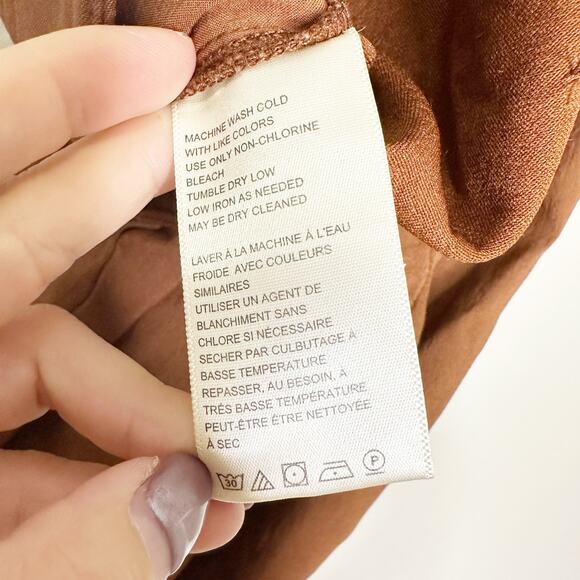 MACHINE WASH COLD
WITH LIKE COLORS
USE ONLY NON-CHLORINE
BLEACH
TUMBLE DRY LOW
LOW IRON AS NEEDED
MAY BE DRY CLEANED
LAVER À LA MACHINE À L'EAU
FROIDE AVEC COULEURS
SIMILAIRES
UTILISER UN AGENT DE
BLANCHIMENT SANS
CHLORE SI NÉCESSAIRE
SECHER PAR CULBUTAGE À
BASSE TEMPERATURE
REPASSER, AU BESOIN, À
TRÈS BASSE TEMPÉRATURE
PEUT-ÊTRE ÊTRE NETTOYÉE
À SEC
30 P